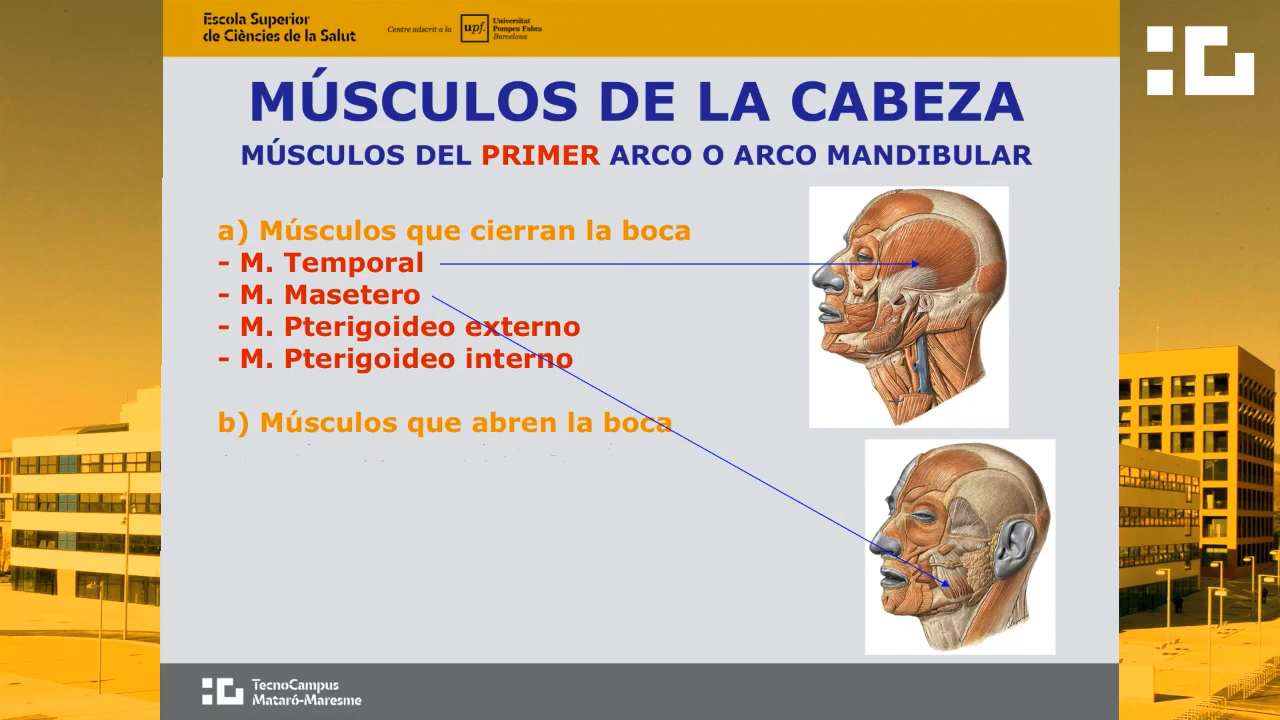 Escola Superior
de Ciències de la Salut
Centre adscrit a la
upf.
Universitat
Pompeu Fabra
Barcelona
MÚSCULOS DE LA CABEZA
MÚSCULOS DEL PRIMER ARCO O ARCO MANDIBULAR
a) Músculos que cierran la boca
- M. Temporal
- M. Masetero
- M. Pterigoideo externo
- M. Pterigoideo interno
b) Músculos que abren la boca
TecnoCampus
Mataró-Maresme